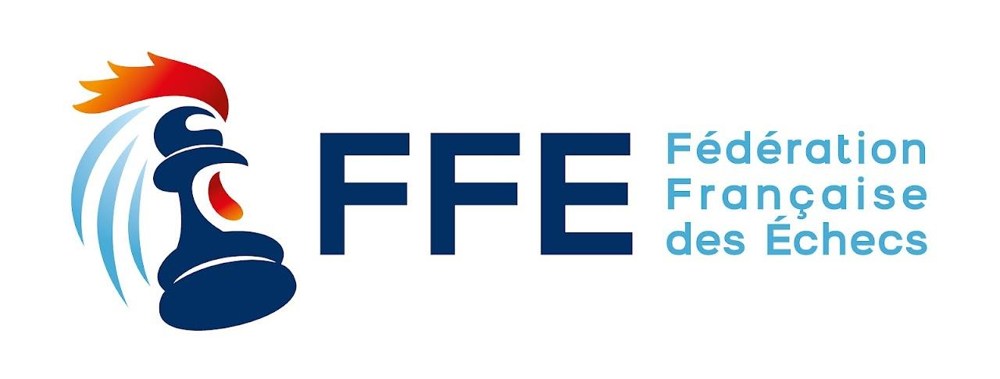 FFE
Fédération
Française
des Échecs